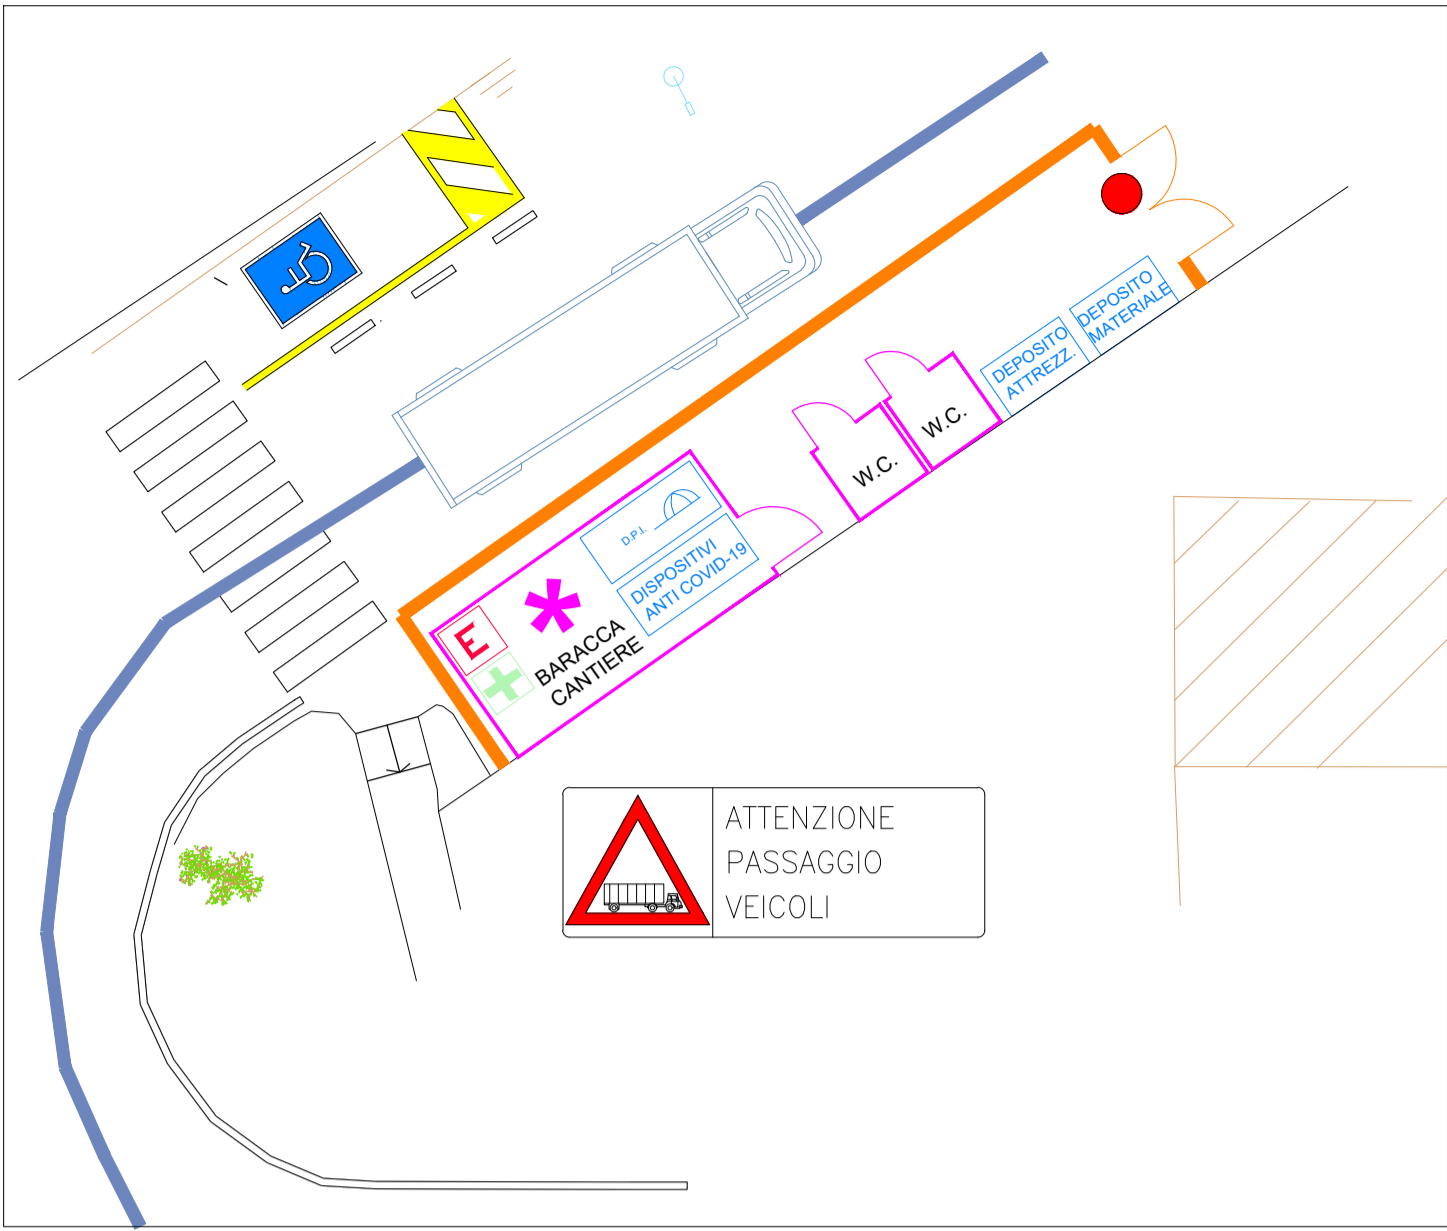 DEPOSITO
MATERIALE
DEPOSITO
ATTREZZ.
W.C.
W.C.
D.P.I.
DISPOSITIVI
ANTI COVID-19
E
BARACCA
CANTIERE
ATTENZIONE
PASSAGGIO
VEICOLI